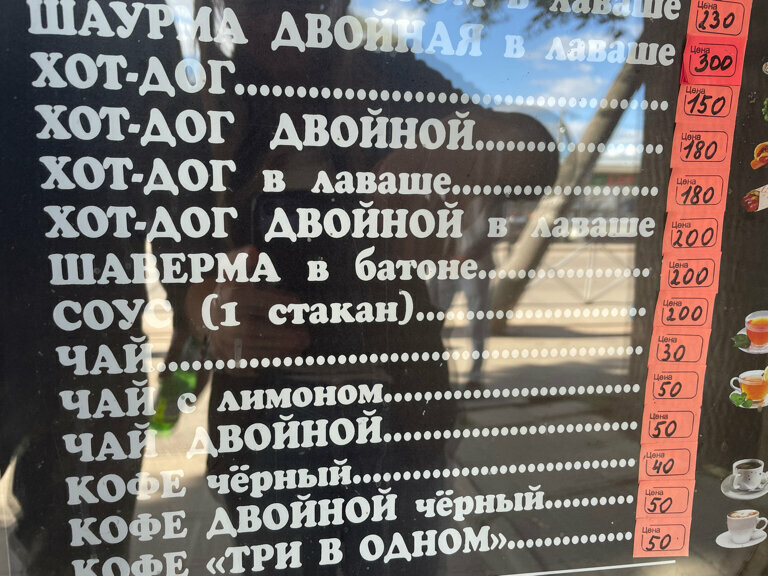 в лаваше Цена 230
ШАУРМА ДВОЙНАЯ в лаваше Цена 300
ХОТ-ДОГ Цена 150
ХОТ-ДОГ ДВОЙНОЙ Цена 180
ХОТ-ДОГ в лаваше Цена 180
ХОТ-ДОГ ДВОЙНОЙ в лаваше Цена 200
ШАВЕРМА в батоне Цена 200
СОУС (1 стакан) Цена 200
ЧАЙ Цена 30
ЧАЙ с лимоном Цена 50
ЧАЙ ДВОЙНОЙ Цена 50
КОФЕ чёрный Цена 40
КОФЕ ДВОЙНОЙ чёрный Цена 50
КОФЕ «ТРИ В ОДНОМ» Цена 50